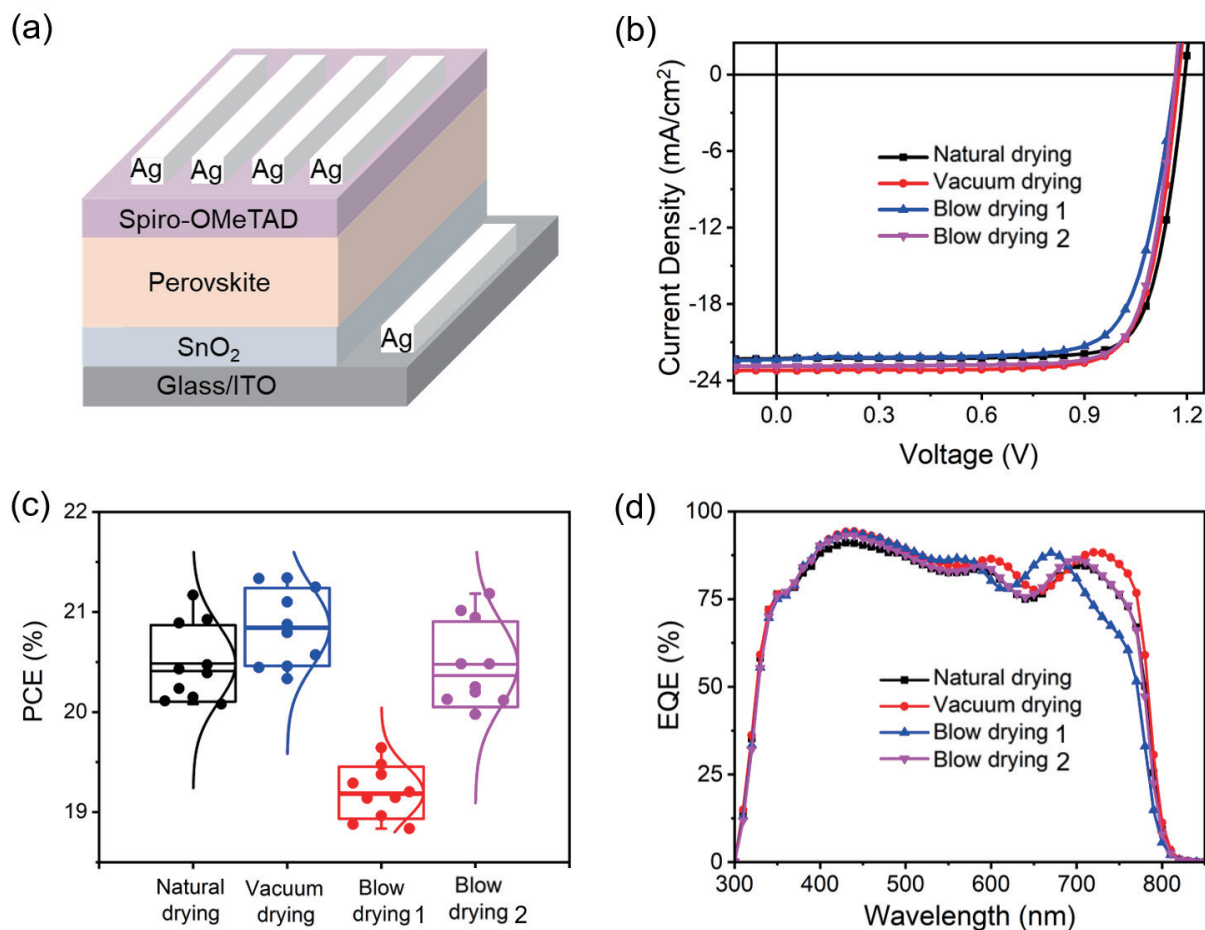 (a)
Ag Ag Ag Ag
Spiro-OMeTAD
Perovskite
SnO₂
Ag
Glass/ITO
(b)
Current Density (mA/cm²)
0
-6
-12
-18
-24
Natural drying
Vacuum drying
Blow drying 1
Blow drying 2
0.0 0.3 0.6 0.9 1.2
Voltage (V)
(c)
PCE (%)
22
21
20
19
Natural drying
Vacuum drying
Blow drying 1
Blow drying 2
(d)
EQE (%)
100
75
50
25
0
Natural drying
Vacuum drying
Blow drying 1
Blow drying 2
300 400 500 600 700 800
Wavelength (nm)